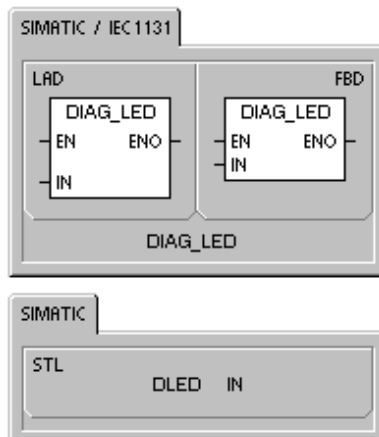 SIMATIC / IEC1131
LAD FBD
DIAG_LED DIAG_LED
EN ENO EN ENO
IN IN
DIAG_LED
SIMATIC
STL
DLED IN